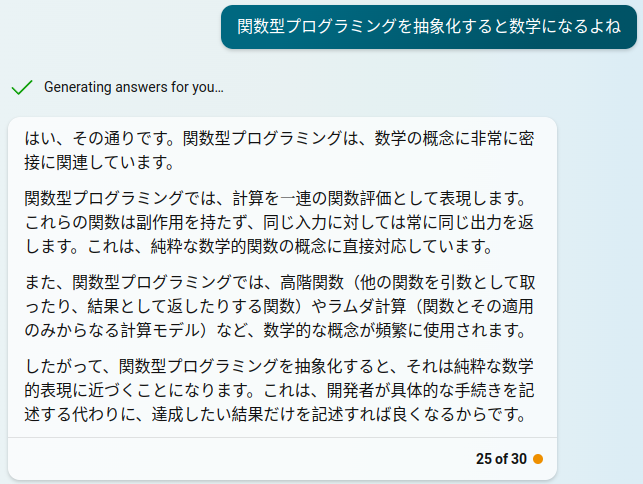 関数型プログラミングを抽象化すると数学になるよね
Generating answers for you...
はい、その通りです。関数型プログラミングは、数学の概念に非常に密
接に関連しています。
関数型プログラミングでは、計算を一連の関数評価として表現します。
これらの関数は副作用を持たず、同じ入力に対しては常に同じ出力を返
します。これは、純粋な数学的関数の概念に直接対応しています。
また、関数型プログラミングでは、高階関数（他の関数を引数として取
ったり、結果として返したりする関数）やラムダ計算（関数とその適用
のみからなる計算モデル）など、数学的な概念が頻繁に使用されます。
したがって、関数型プログラミングを抽象化すると、それは純粋な数学
的表現に近づくことになります。これは、開発者が具体的な手続きを記
述する代わりに、達成したい結果だけを記述すれば良くなるからです。
25 of 30